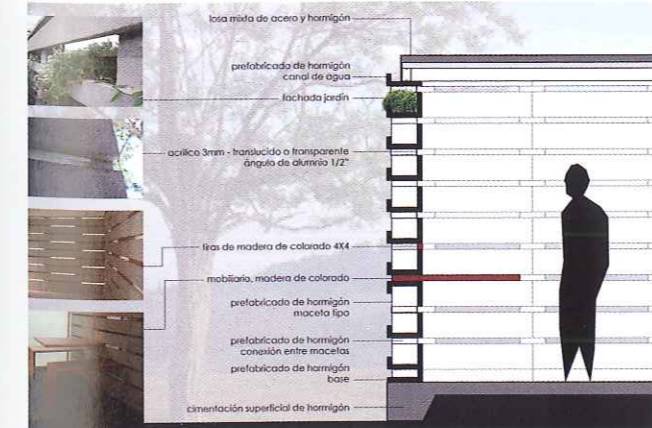 losa mixta de acero y hormigón
prefabricado de hormigón
canal de agua
fachada jardín
acrílico 3mm - translucido o transparente
ángulo de aluminio 1/2"
tiras de madera de colorado 4X4
mobiliario, madera de colorado
prefabricado de hormigón
maceta tipo
prefabricado de hormigón
conexión entre macetas
prefabricado de hormigón
base
cimentación superficial de hormigón